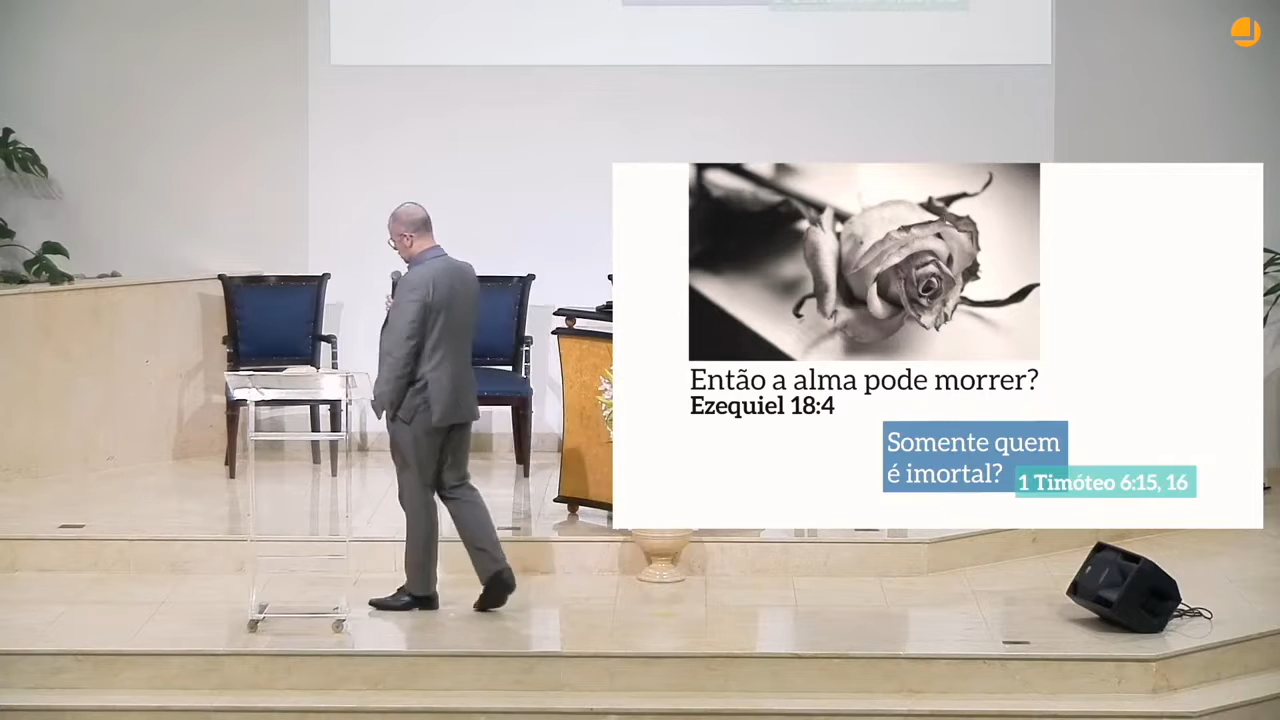 Então a alma pode morrer?
Ezequiel 18:4
Somente quem
é imortal?
1 Timóteo 6:15, 16